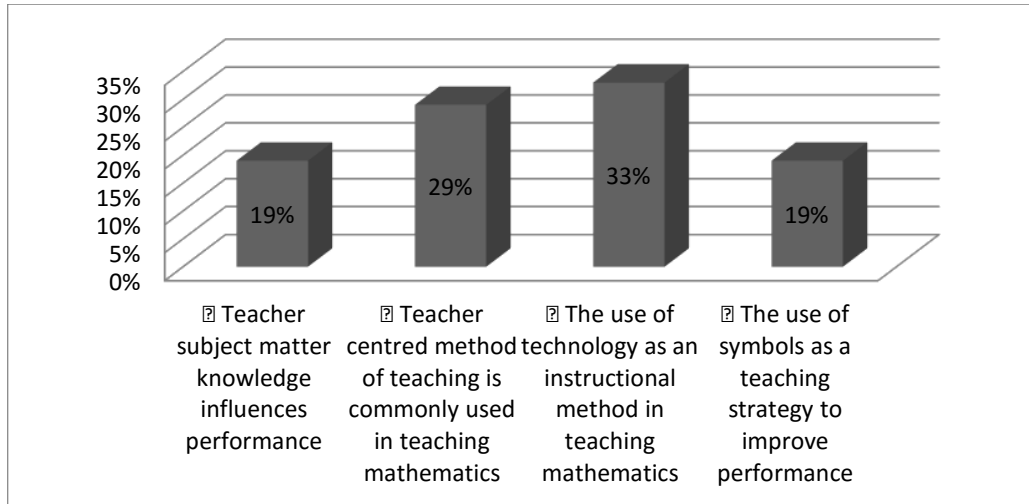 35%
30%
25%
20%
15%
10%
5%
0%
19%
29%
33%
19%
⍰ Teacher
subject matter
knowledge
influences
performance
⍰ Teacher
centred method
of teaching is
commonly used
in teaching
mathematics
⍰ The use of
technology as an
instructional
method in
teaching
mathematics
⍰ The use of
symbols as a
teaching
strategy to
improve
performance